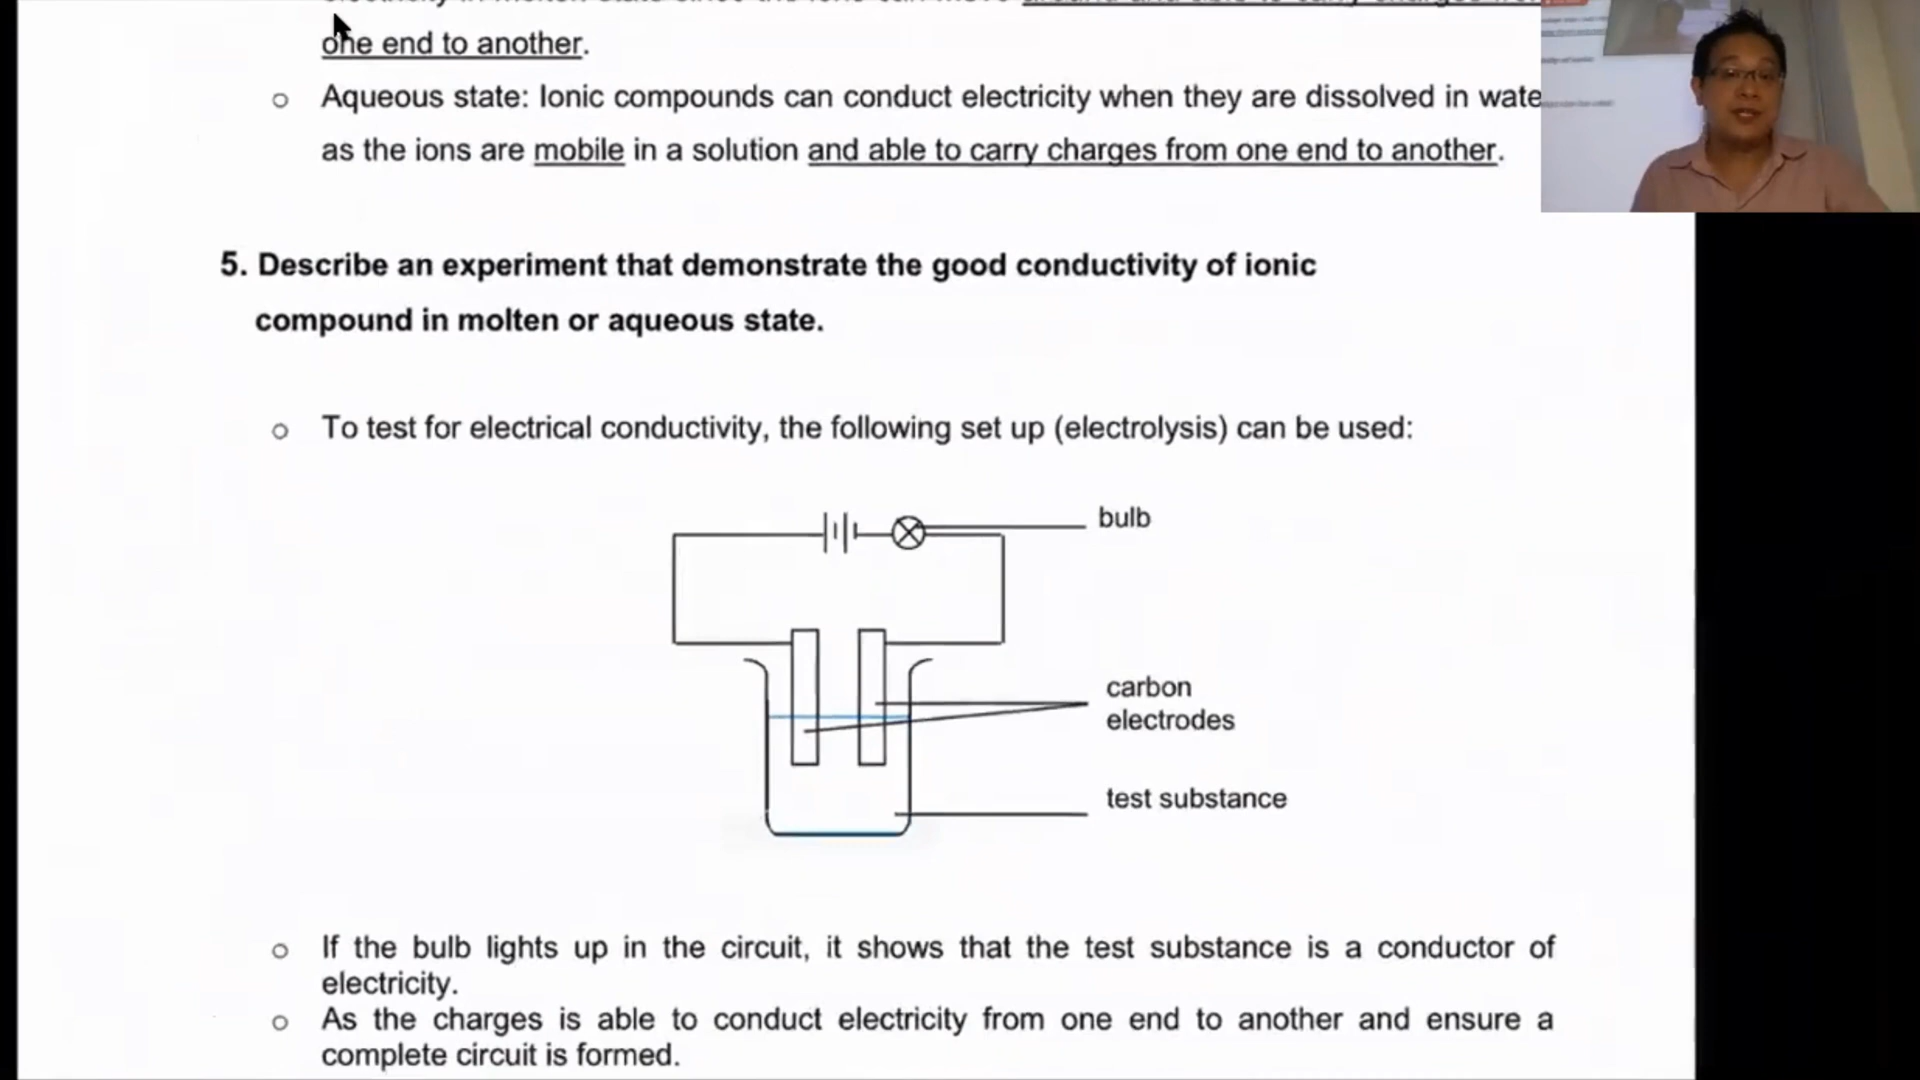 one end to another.
o Aqueous state: Ionic compounds can conduct electricity when they are dissolved in wate
as the ions are mobile in a solution and able to carry charges from one end to another.
5. Describe an experiment that demonstrate the good conductivity of ionic
compound in molten or aqueous state.
o To test for electrical conductivity, the following set up (electrolysis) can be used:
bulb
carbon
electrodes
test substance
o If the bulb lights up in the circuit, it shows that the test substance is a conductor of
electricity.
o As the charges is able to conduct electricity from one end to another and ensure a
complete circuit is formed.